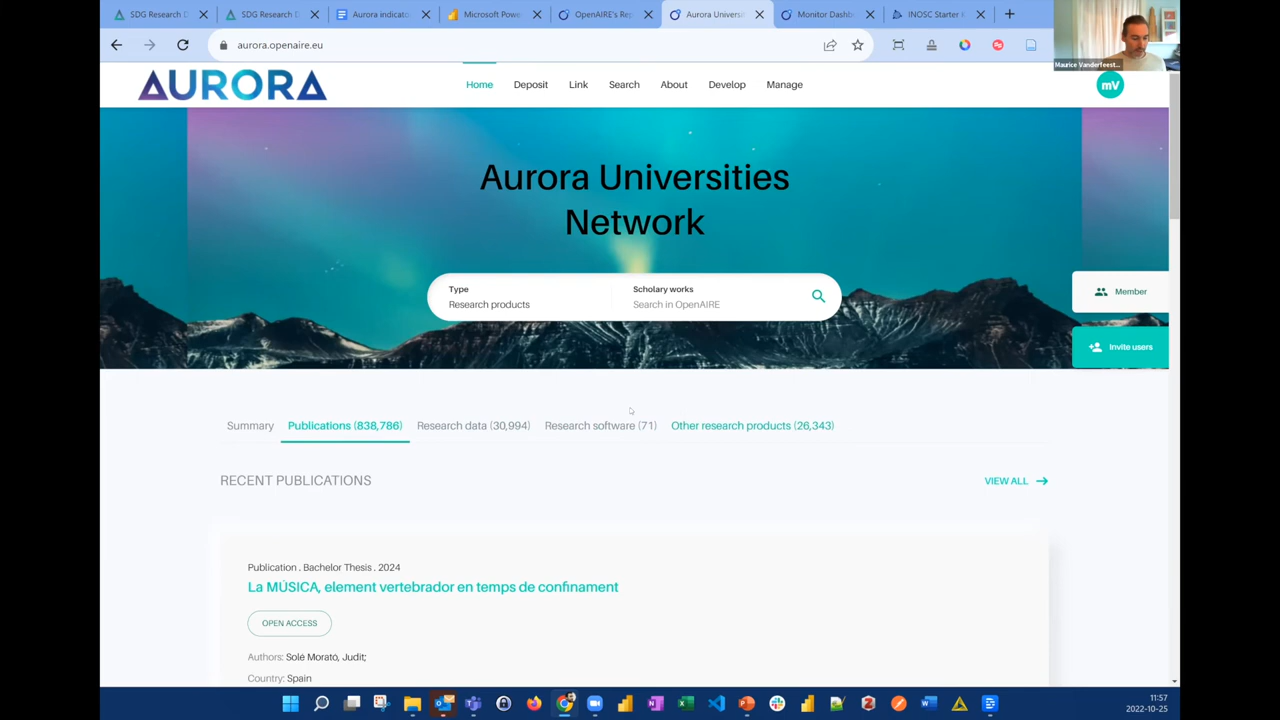 SDG Research D
SDG Research D
Aurora indicato
Microsoft Powe
OpenAIRE's Res
Aurora Universit
Monitor Dashb
INOSC Starter K
aurora.openaire.eu
Maurice Vanderfeest...
AURORA
Home
Deposit
Link
Search
About
Develop
Manage
mV
Aurora Universities
Network
Type
Research products
Scholary works
Search in OpenAIRE
Member
Invite users
Summary
Publications (838,786)
Research data (30,994)
Research software (71)
Other research products (26,343)
RECENT PUBLICATIONS
VIEW ALL
Publication . Bachelor Thesis . 2024
La MÚSICA, element vertebrador en temps de confinament
OPEN ACCESS
Authors: Solé Morató, Judit;
Country: Spain
11:57
2022-10-25